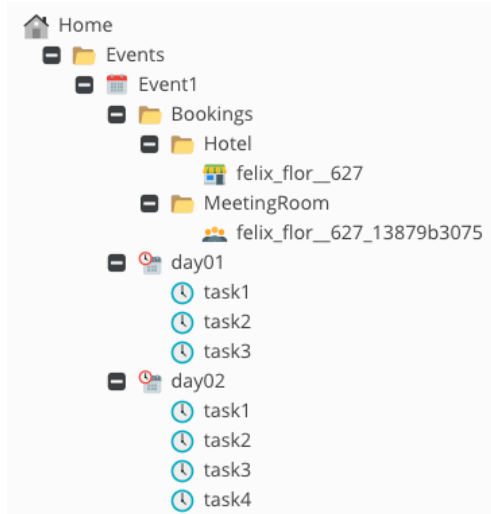 Home
Events
Event1
Bookings
Hotel
felix_flor__627
MeetingRoom
felix_flor__627_13879b3075
day01
task1
task2
task3
day02
task1
task2
task3
task4